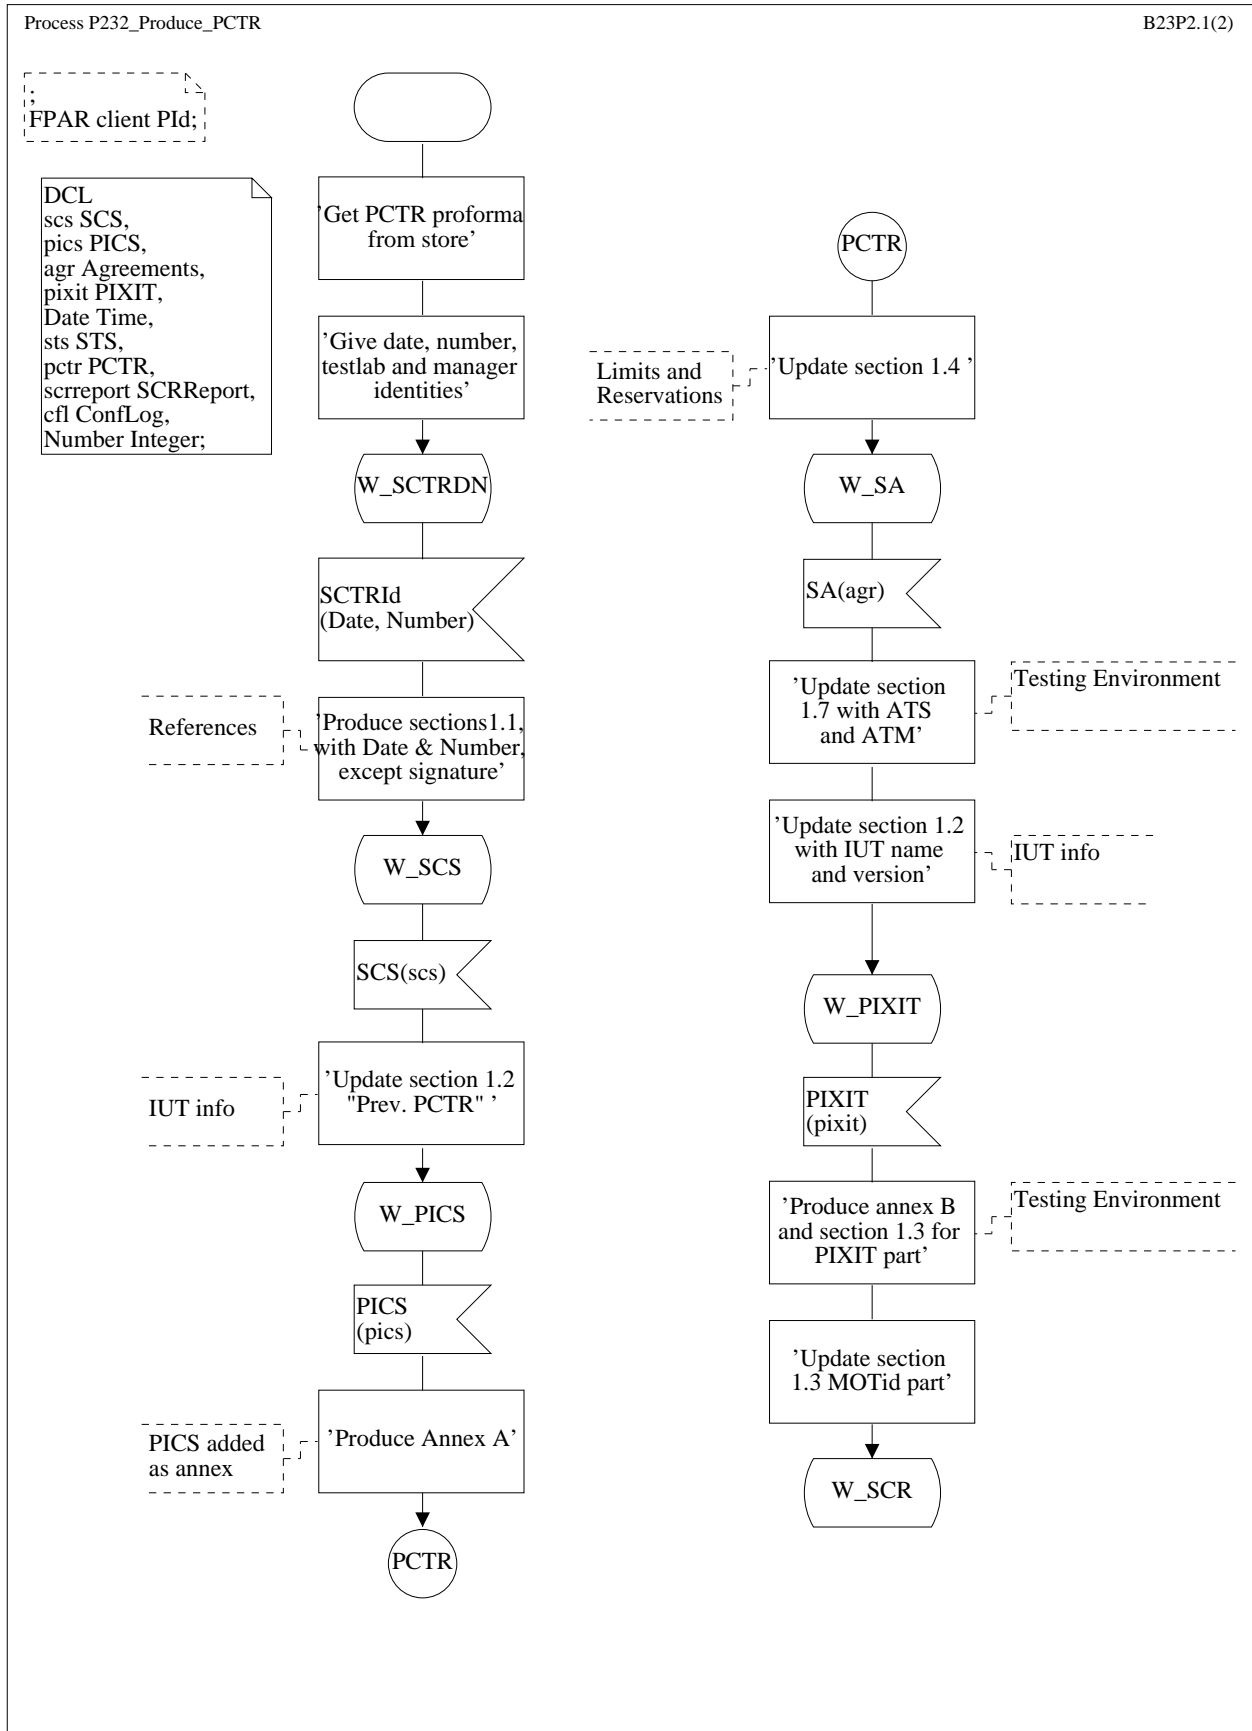 Process P232_Produce_PCTR
B23P2.1(2)
;
FPAR client PId;
DCL
scs SCS,
pics PICS,
agr Agreements,
pixit PIXIT,
Date Time,
sts STS,
pctr PCTR,
scrreport SCRReport,
cfl ConfLog,
Number Integer;
’Get PCTR proforma
from store’
’Give date, number,
testlab and manager
identities’
W_SCTRDN
SCTRId
(Date, Number)
References
’Produce sections1.1,
with Date & Number,
except signature’
W_SCS
SCS(scs)
IUT info
’Update section 1.2
"Prev. PCTR" ’
W_PICS
PICS
(pics)
PICS added
as annex
’Produce Annex A’
PCTR
PCTR
Limits and
Reservations
’Update section 1.4 ’
W_SA
SA(agr)
’Update section
1.7 with ATS
and ATM’
Testing Environment
’Update section 1.2
with IUT name
and version’
IUT info
W_PIXIT
PIXIT
(pixit)
’Produce annex B
and section 1.3 for
PIXIT part’
Testing Environment
’Update section
1.3 MOTid part’
W_SCR